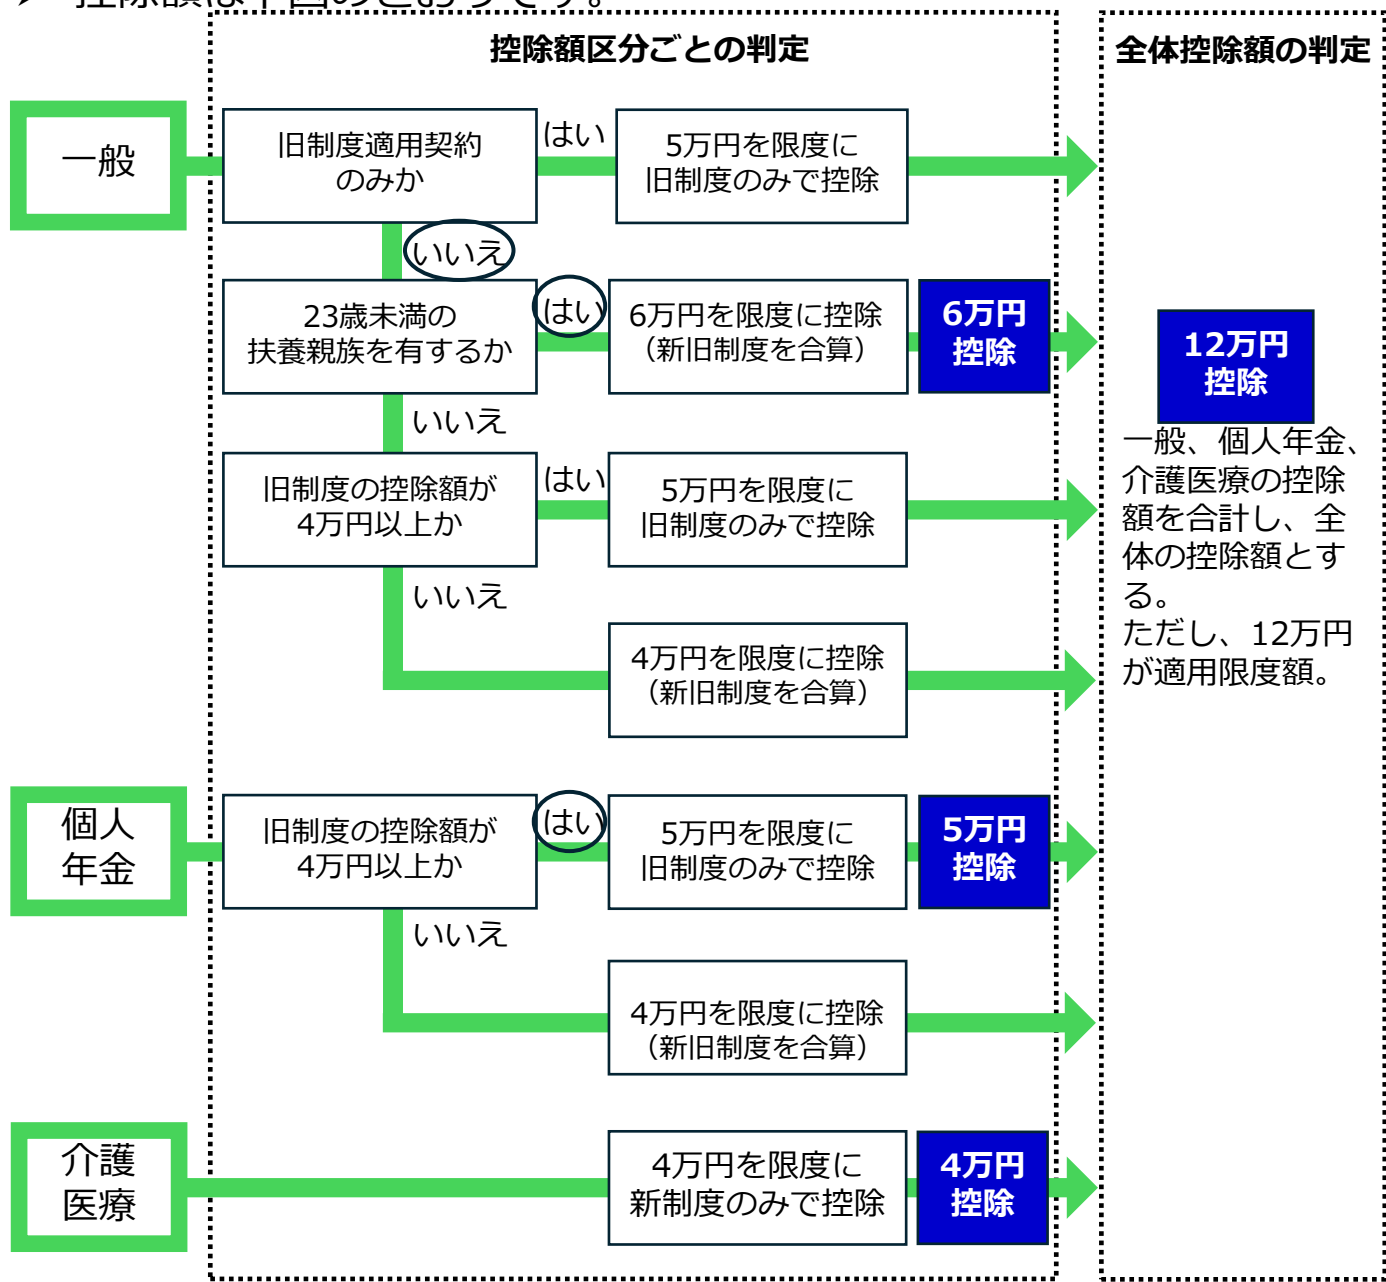 控除額は下図のとおりです。
控除額区分ごとの判定
全体控除額の判定
一般
旧制度適用契約
のみか
はい
5万円を限度に
旧制度のみで控除
いいえ
23歳未満の
扶養親族を有するか
はい
6万円を限度に控除
（新旧制度を合算）
6万円
控除
12万円
控除
一般、個人年金、
介護医療の控除
額を合計し、全
体の控除額とす
る。
ただし、12万円
が適用限度額。
いいえ
旧制度の控除額が
4万円以上か
はい
5万円を限度に
旧制度のみで控除
いいえ
4万円を限度に控除
（新旧制度を合算）
個人
年金
旧制度の控除額が
4万円以上か
はい
5万円を限度に
旧制度のみで控除
5万円
控除
いいえ
4万円を限度に控除
（新旧制度を合算）
介護
医療
4万円を限度に
新制度のみで控除
4万円
控除